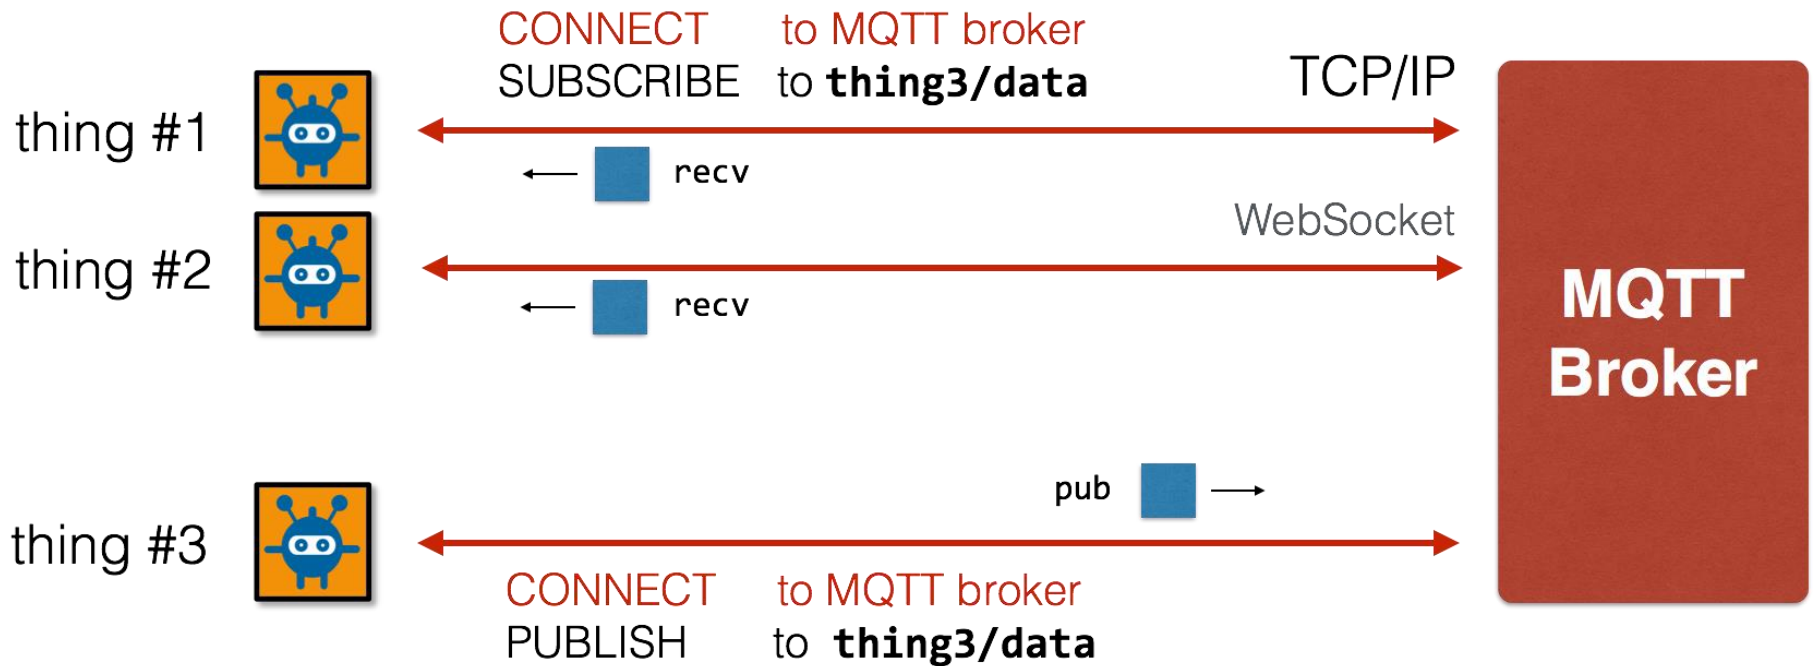 CONNECT to MQTT broker
SUBSCRIBE to thing3/data
TCP/IP
thing #1
recv
WebSocket
thing #2
recv
MQTT
Broker
pub
thing #3
CONNECT to MQTT broker
PUBLISH to thing3/data